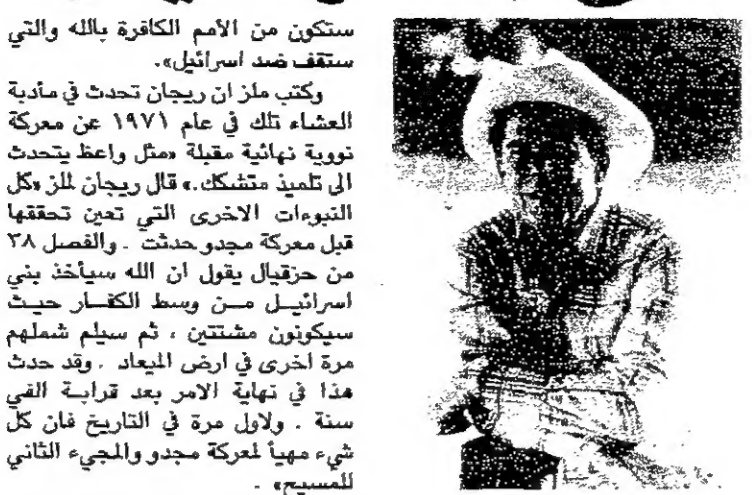 ستكون من الأمم الكافرة بالله والتي
ستقف ضد اسرائيل».
وكتب ملز ان ريجان تحدث في مأدبة
العشاء تلك في عام ١٩٧١ عن معركة
نووية نهائية مقبلة «مثل واعظ يتحدث
الى تلميذ متشكك.» قال ريجان لملز «كل
النبوءات الاخرى التي تعين تحققها
قبل معركة مجدو حدثت . والفصل ٣٨
من حزقيال يقول ان الله سيأخذ بني
اسرائيل من وسط الكفار حيث
سيكونون مشتتين ، ثم سيلم شملهم
مرة اخرى في ارض الميعاد . وقد حدث
هذا في نهاية الامر بعد قرابة الفي
سنة . ولاول مرة في التاريخ فان كل
شيء مهيأ لمعركة مجدو والمجيء الثاني
للمسيح» .